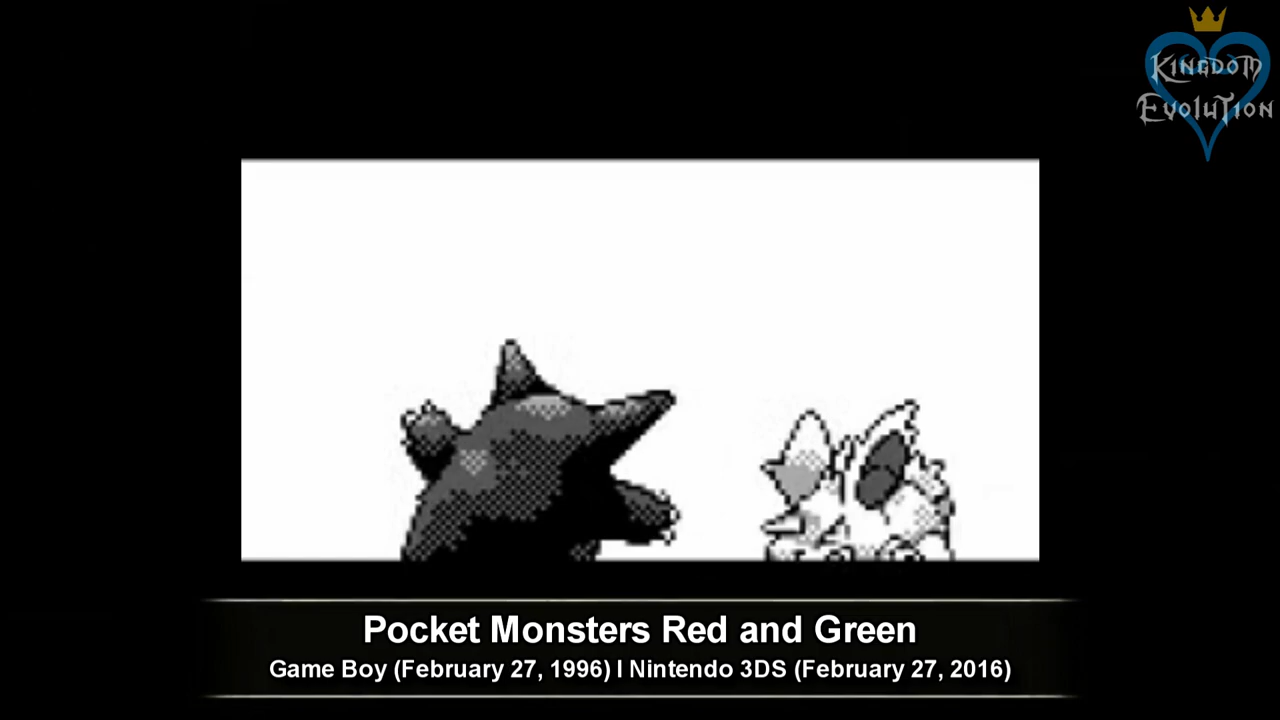 KINGDOM
EVOLUTION
Pocket Monsters Red and Green
Game Boy (February 27, 1996) l Nintendo 3DS (February 27, 2016)